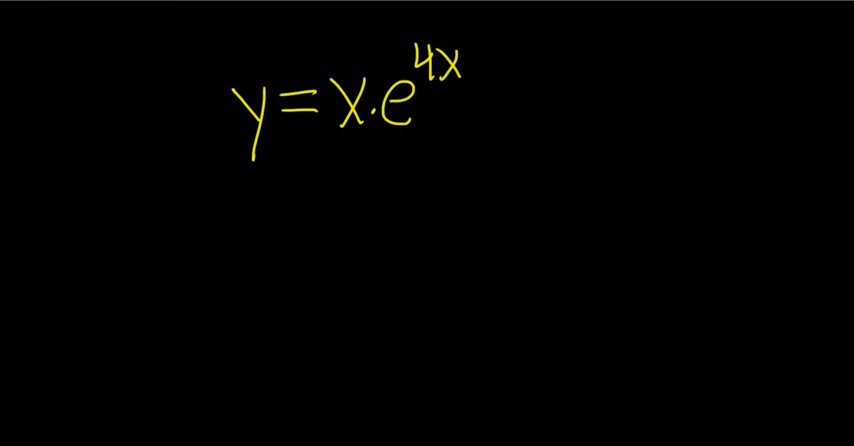 y = x · e^{4x}